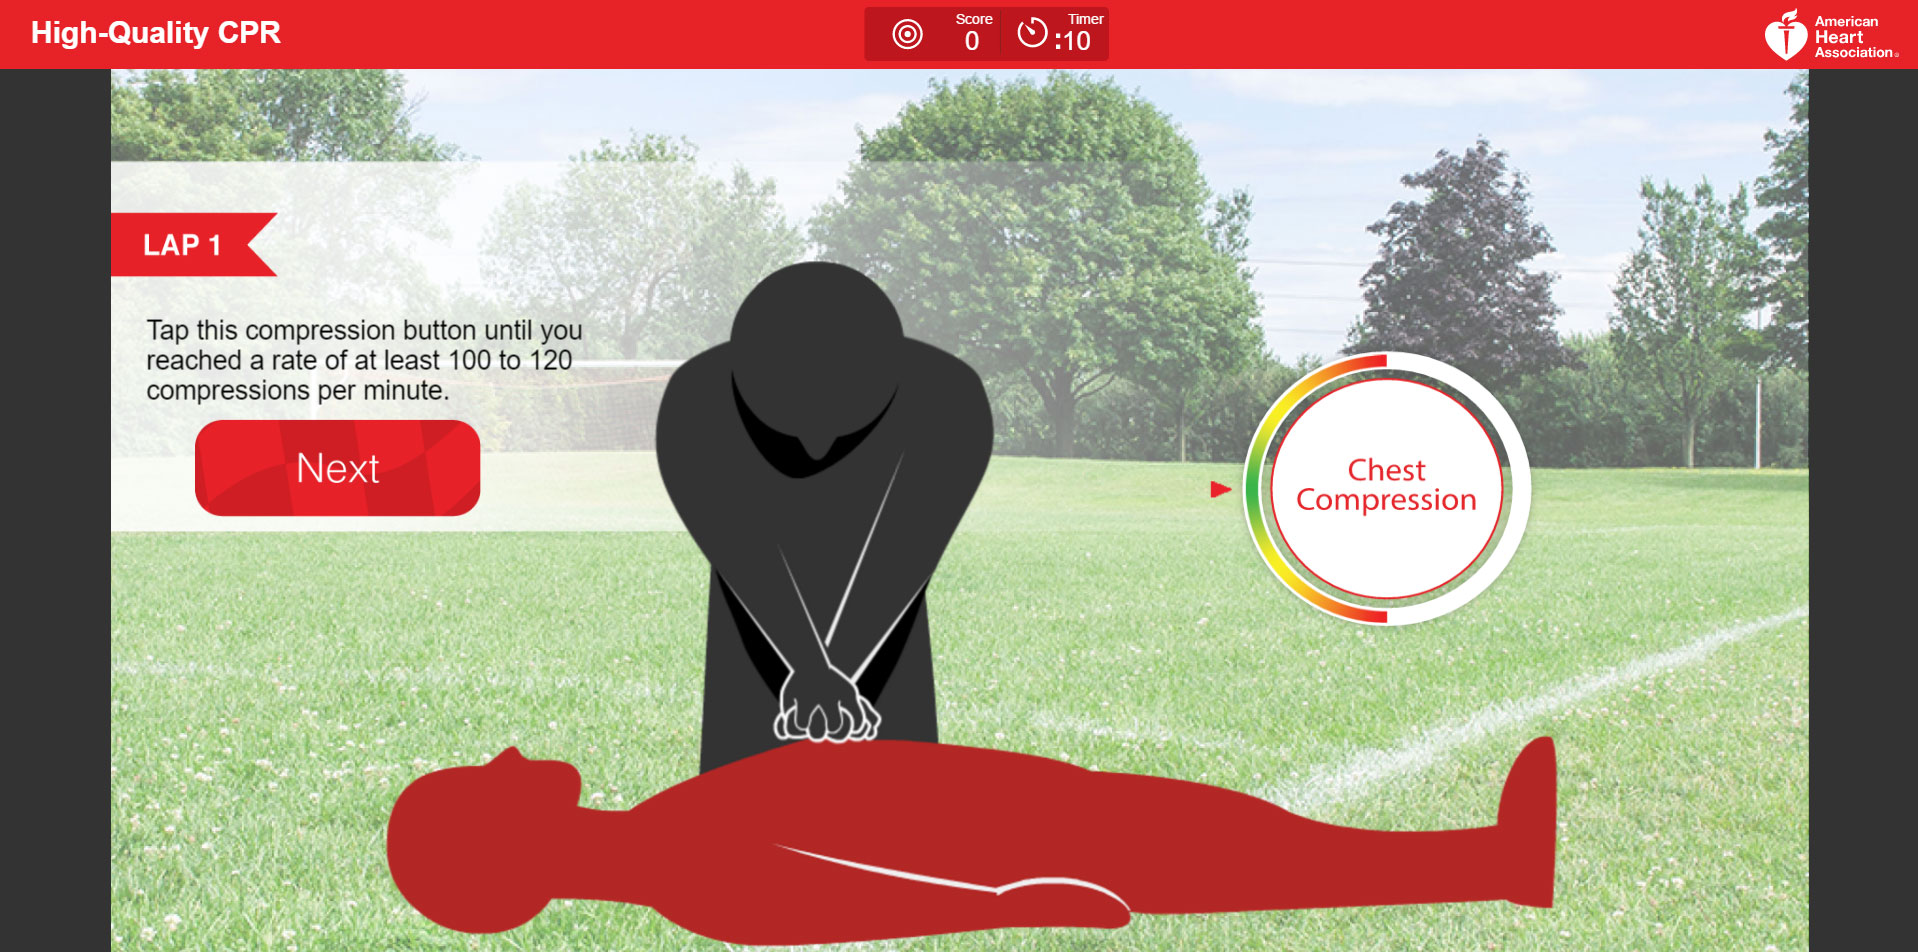 High-Quality CPR
Score
0
Timer
:10
American
Heart
Association®
LAP 1
Tap this compression button until you
reached a rate of at least 100 to 120
compressions per minute.
Next
Chest
Compression